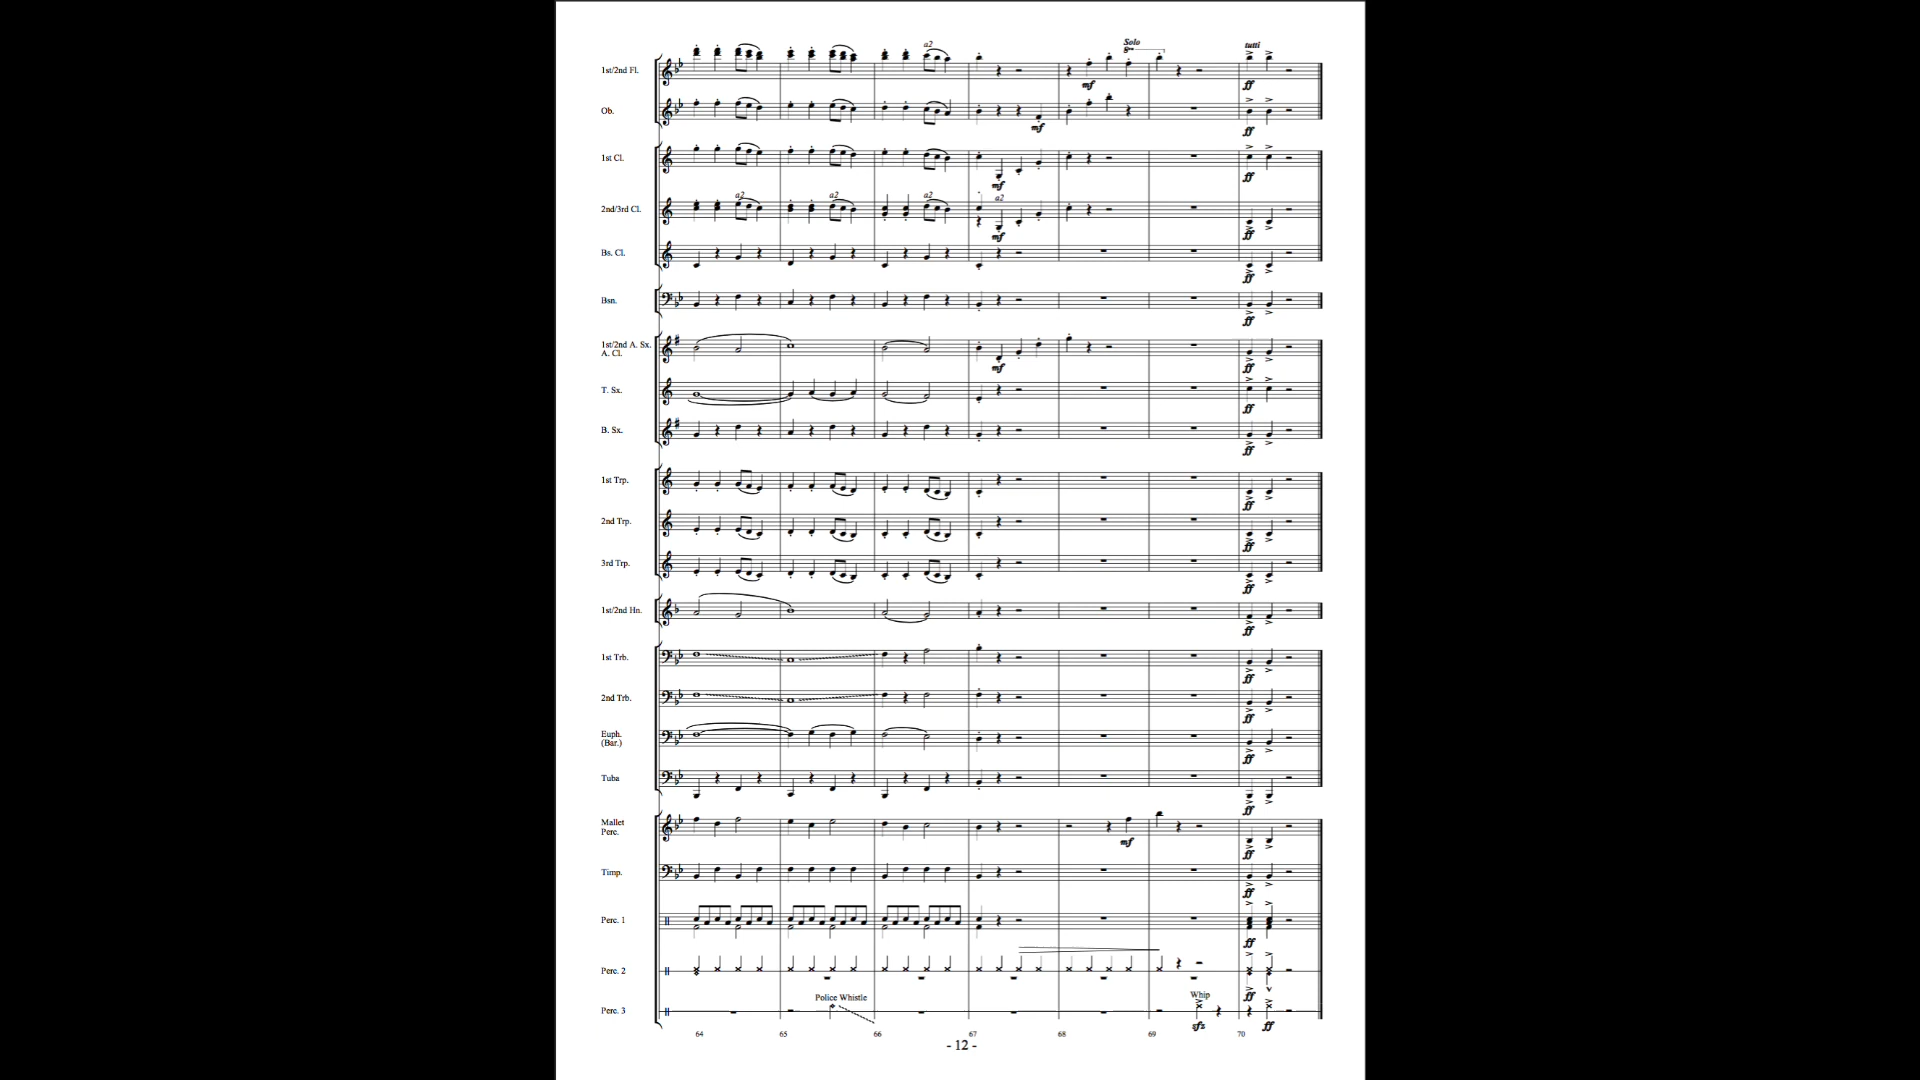 Solo
8va
a2
tutti
1st/2nd Fl.
mf
ff
Ob.
mf
ff
1st Cl.
mf
ff
a2 a2 a2 a2
2nd/3rd Cl.
mf
ff
Bs. Cl.
ff
Bsn.
ff
1st/2nd A. Sx.
A. Cl.
mf
ff
T. Sx.
ff
B. Sx.
ff
1st Trp.
ff
2nd Trp.
ff
3rd Trp.
ff
1st/2nd Hn.
ff
1st Trb.
ff
2nd Trb.
ff
Euph.
(Bar.)
ff
Tuba
ff
Mallet
Perc.
mf
ff
Timp.
ff
Perc. 1
ff
Perc. 2
ff
Police Whistle
Whip
Perc. 3
sfz
ff
64 65 66 67 68 69 70
- 12 -